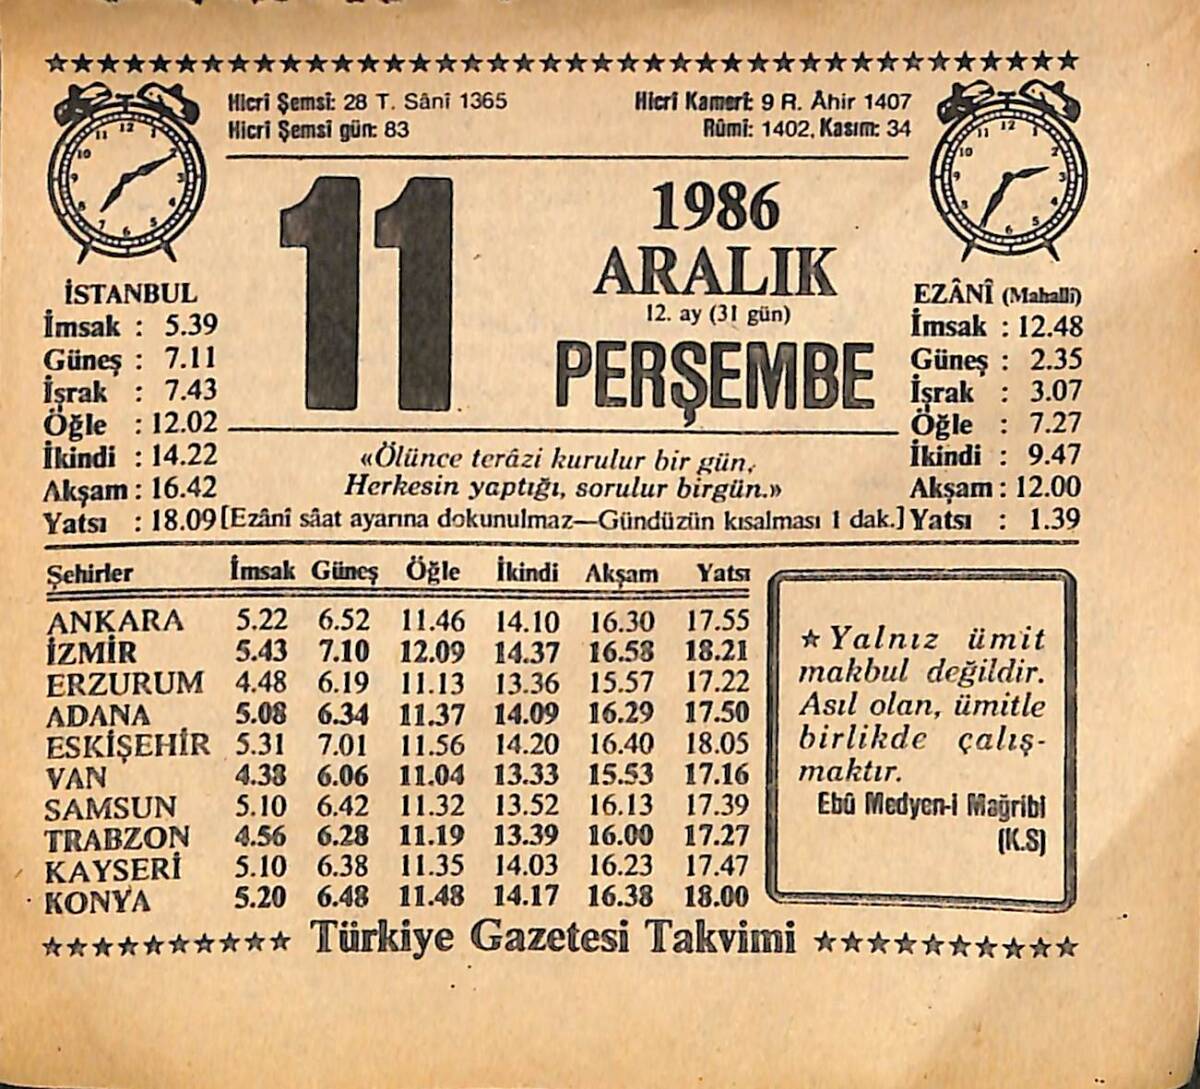 Hicrî Şemsî: 28 T. Sânî 1365
Hicrî Şemsî gün: 83
Hicrî Kamerî: 9 R. Âhir 1407
Rûmî: 1402, Kasım: 34
11
1986
ARALIK
12. ay (31 gün)
PERŞEMBE
İSTANBUL
İmsak : 5.39
Güneş : 7.11
İşrak : 7.43
Öğle : 12.02
İkindi : 14.22
Akşam : 16.42
Yatsı : 18.09
EZÂNÎ (Mahallî)
İmsak : 12.48
Güneş : 2.35
İşrak : 3.07
Öğle : 7.27
İkindi : 9.47
Akşam : 12.00
Yatsı : 1.39
«Ölünce terâzi kurulur bir gün,
Herkesin yaptığı, sorulur birgün.»
[Ezânî sâat ayarına dokunulmaz—Gündüzün kısalması 1 dak.]
Şehirler İmsak Güneş Öğle İkindi Akşam Yatsı
ANKARA 5.22 6.52 11.46 14.10 16.30 17.55
İZMİR 5.43 7.10 12.09 14.37 16.58 18.21
ERZURUM 4.48 6.19 11.13 13.36 15.57 17.22
ADANA 5.08 6.34 11.37 14.09 16.29 17.50
ESKİŞEHİR 5.31 7.01 11.56 14.20 16.40 18.05
VAN 4.38 6.06 11.04 13.33 15.53 17.16
SAMSUN 5.10 6.42 11.32 13.52 16.13 17.39
TRABZON 4.56 6.28 11.19 13.39 16.00 17.27
KAYSERİ 5.10 6.38 11.35 14.03 16.23 17.47
KONYA 5.20 6.48 11.48 14.17 16.38 18.00
★ Yalnız ümit
makbul değildir.
Asıl olan, ümitle
birlikde çalış-
maktır.
Ebû Medyen-i Mağribî
(K.S)
Türkiye Gazetesi Takvimi